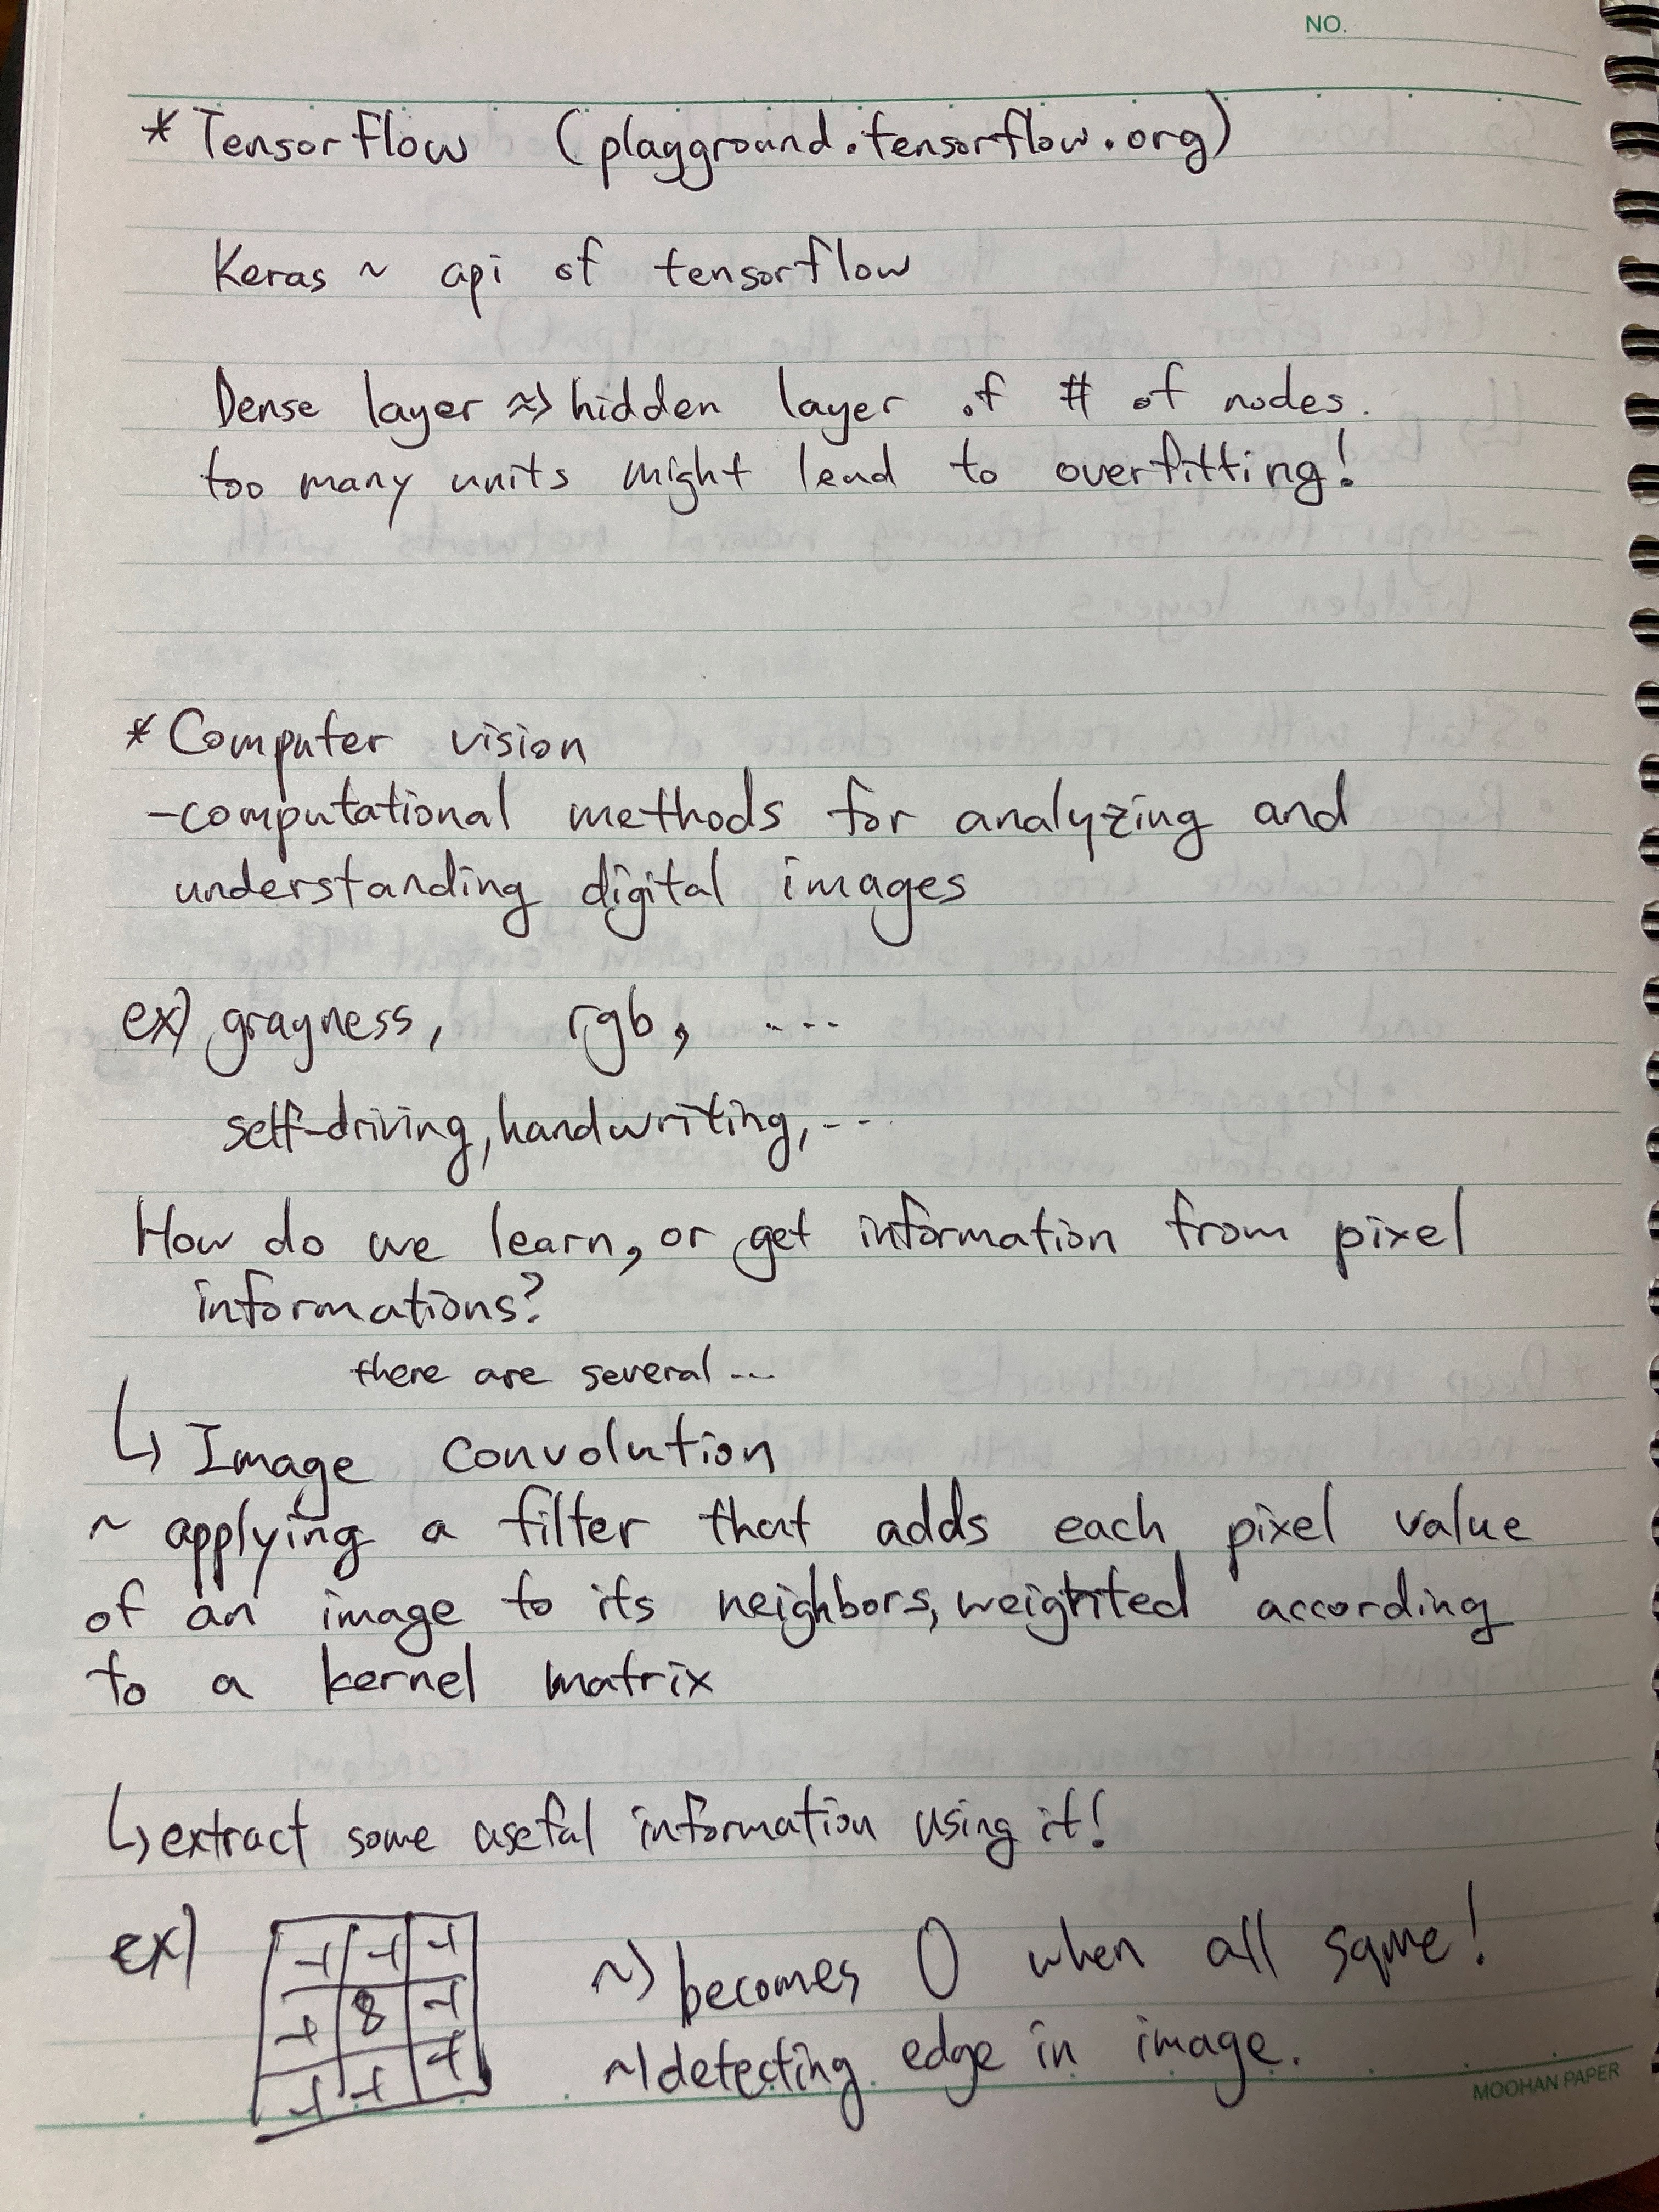 NO.
* Tensorflow (playground.tensorflow.org)
Keras ~ api of tensorflow
Dense layer ≈> hidden layer of # of nodes.
too many units might lead to overfitting!
* Computer vision
-computational methods for analyzing and
understanding digital images
ex) grayness, rgb, ....
self-driving, handwriting, ...
How do we learn, or get information from pixel
informations?
there are several ...
↳ Image convolution
~ applying a filter that adds each pixel value
of an image to its neighbors, weighted according
to a kernel matrix
↳ extract some useful information using it!
ex) -1 -1 -1 ~> becomes 0 when all same!
-1 8 -1
-1 -1 -1 ~> detecting edge in image.
MOOHAN PAPER